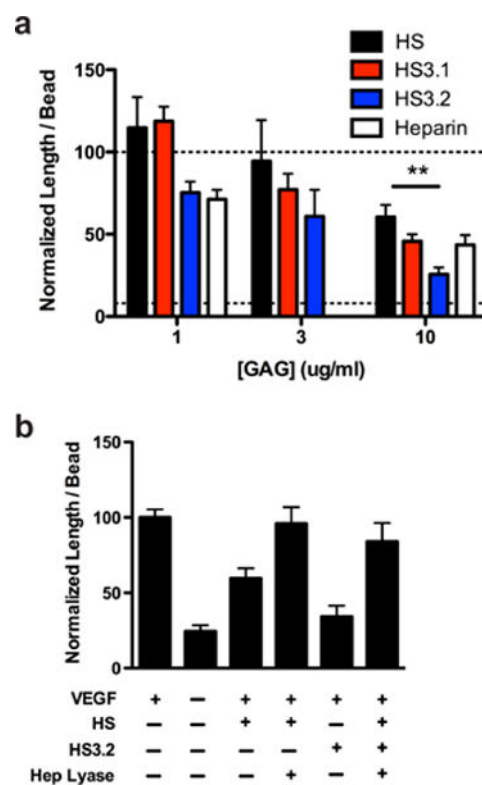 a
HS
HS3.1
HS3.2
Heparin
Normalized Length / Bead
150
100
50
0
**
1 3 10
[GAG] (ug/ml)
b
Normalized Length / Bead
150
100
50
0
VEGF + − + + + +
HS − − + + − +
HS3.2 − − − − + +
Hep Lyase − − − + − +